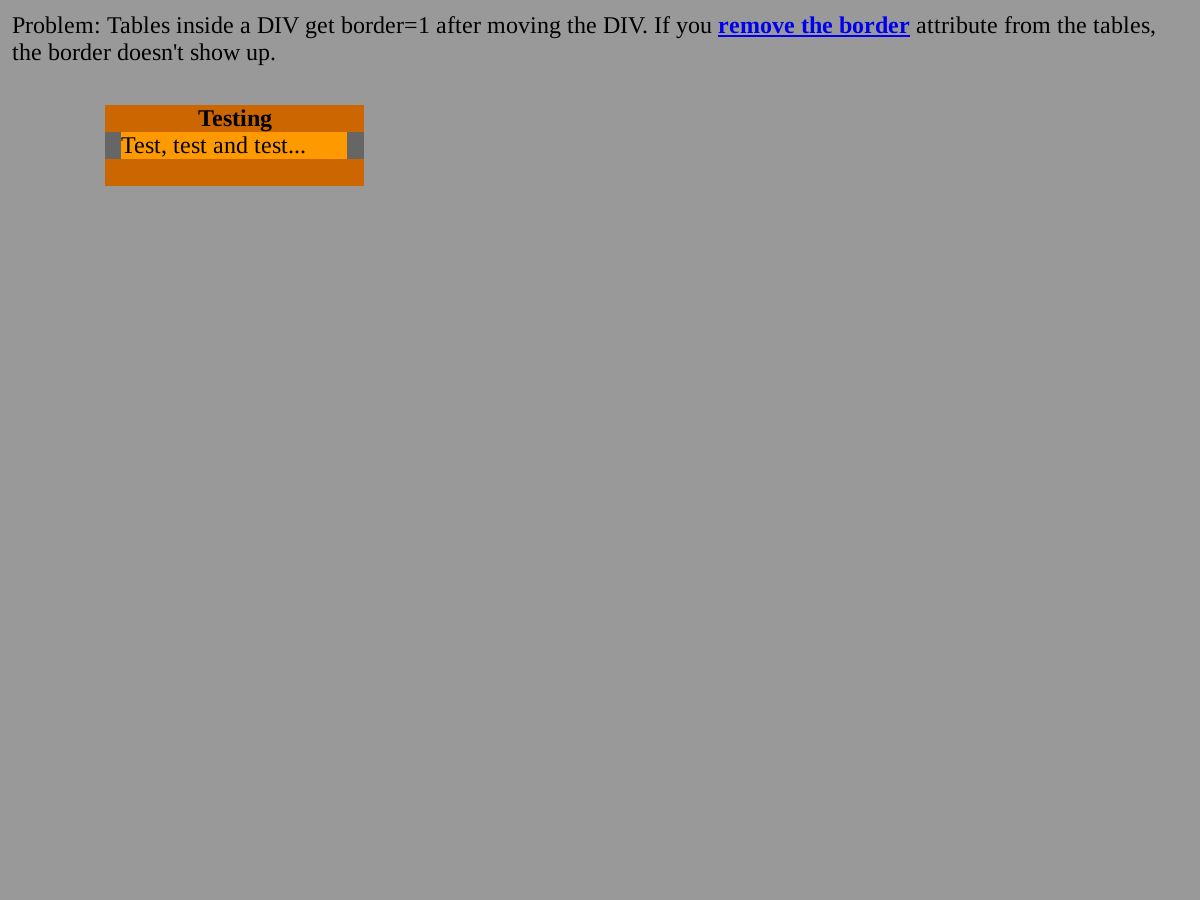 Problem: Tables inside a DIV get border=1 after moving the DIV. If you remove the border attribute from the tables,
the border doesn't show up.
Testing
Test, test and test...